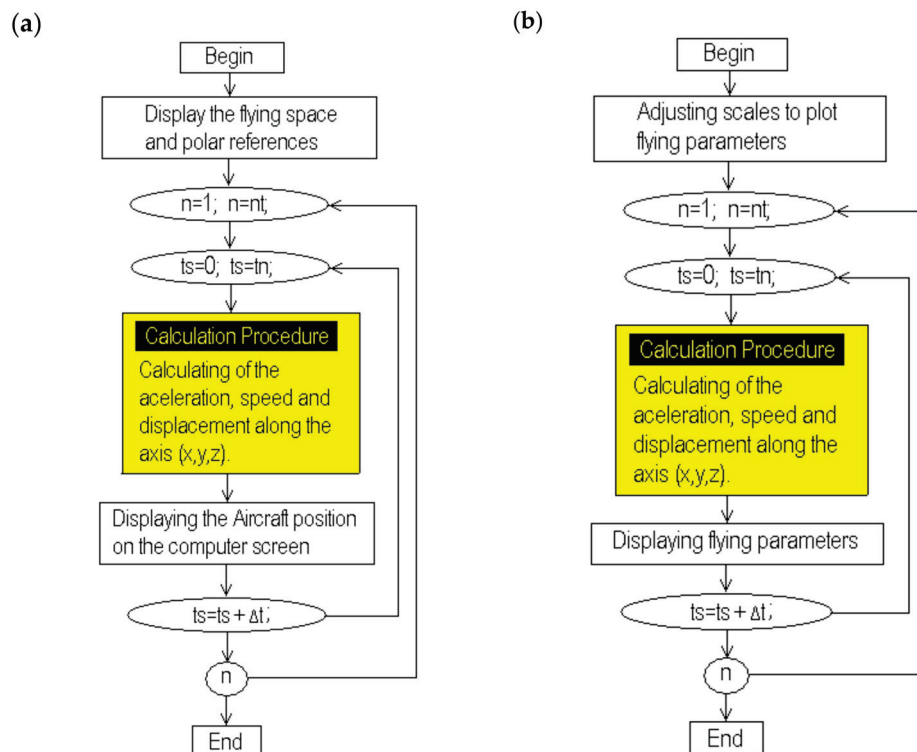 (a)
Begin
Display the flying space
and polar references
n=1; n=nt;
ts=0; ts=tn;
Calculation Procedure
Calculating of the
aceleration, speed and
displacement along the
axis (x,y,z).
Displaying the Aircraft position
on the computer screen
ts=ts + Δt;
n
End
(b)
Begin
Adjusting scales to plot
flying parameters
n=1; n=nt;
ts=0; ts=tn;
Calculation Procedure
Calculating of the
aceleration, speed and
displacement along the
axis (x,y,z).
Displaying flying parameters
ts=ts + Δt;
n
End